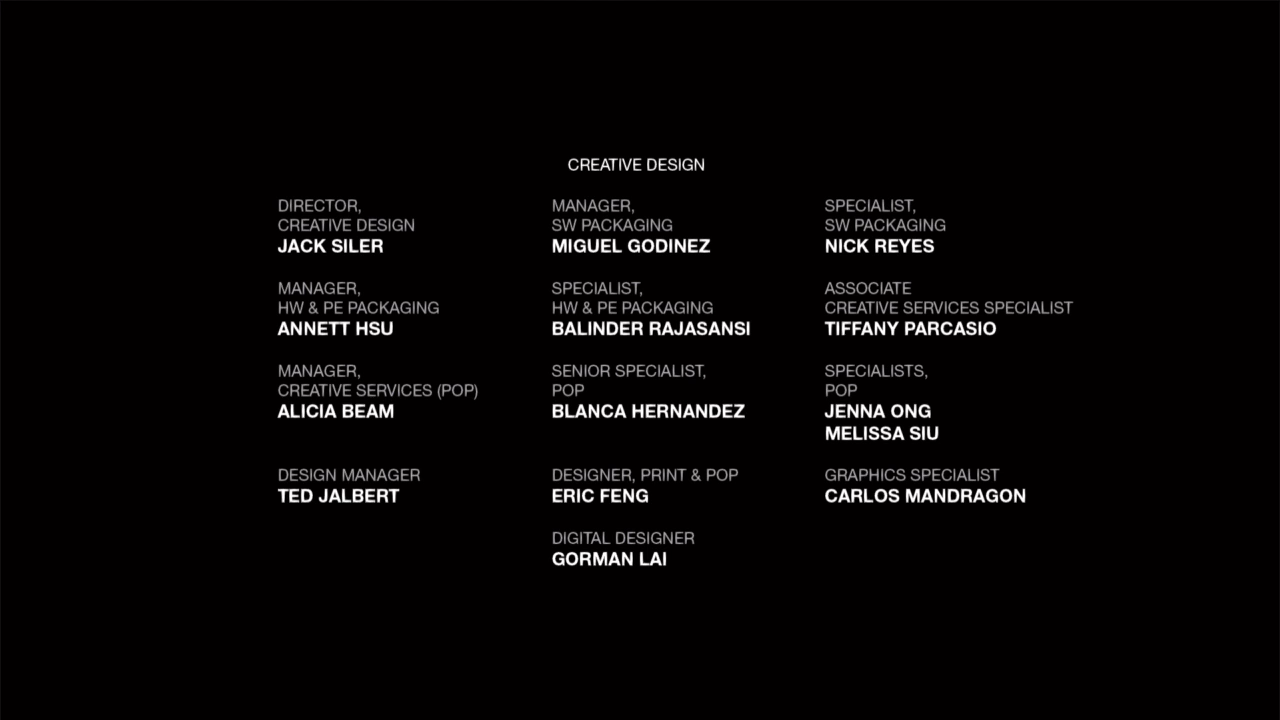 CREATIVE DESIGN
DIRECTOR,
CREATIVE DESIGN
JACK SILER
MANAGER,
SW PACKAGING
MIGUEL GODINEZ
SPECIALIST,
SW PACKAGING
NICK REYES
MANAGER,
HW & PE PACKAGING
ANNETT HSU
SPECIALIST,
HW & PE PACKAGING
BALINDER RAJASANSI
ASSOCIATE
CREATIVE SERVICES SPECIALIST
TIFFANY PARCASIO
MANAGER,
CREATIVE SERVICES (POP)
ALICIA BEAM
SENIOR SPECIALIST,
POP
BLANCA HERNANDEZ
SPECIALISTS,
POP
JENNA ONG
MELISSA SIU
DESIGN MANAGER
TED JALBERT
DESIGNER, PRINT & POP
ERIC FENG
GRAPHICS SPECIALIST
CARLOS MANDRAGON
DIGITAL DESIGNER
GORMAN LAI